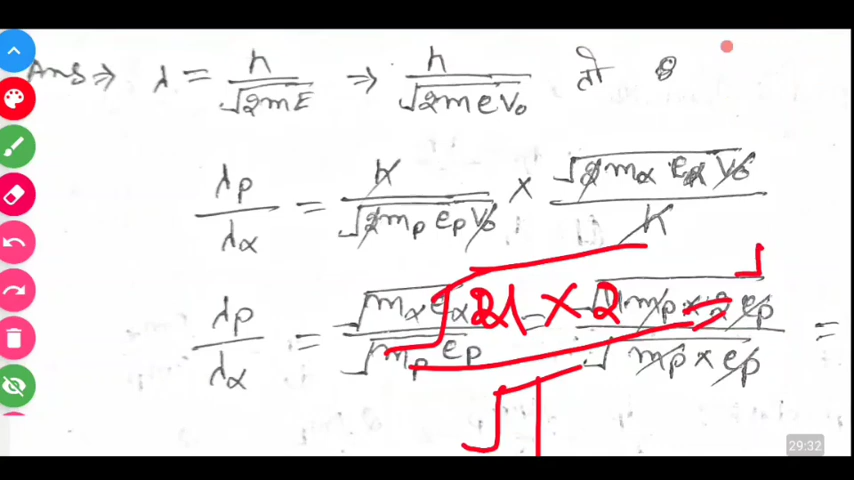 Ans ⇒ λ = h / √2mE ⇒ h / √2meV₀ तो
λp / λα = h / √2mp ep V₀ × √2mα eα V₀ / h
λp / λα = √mα eα / √mp ep = √4mp × 2 ep / √mp × ep =
√ × 2
29:32